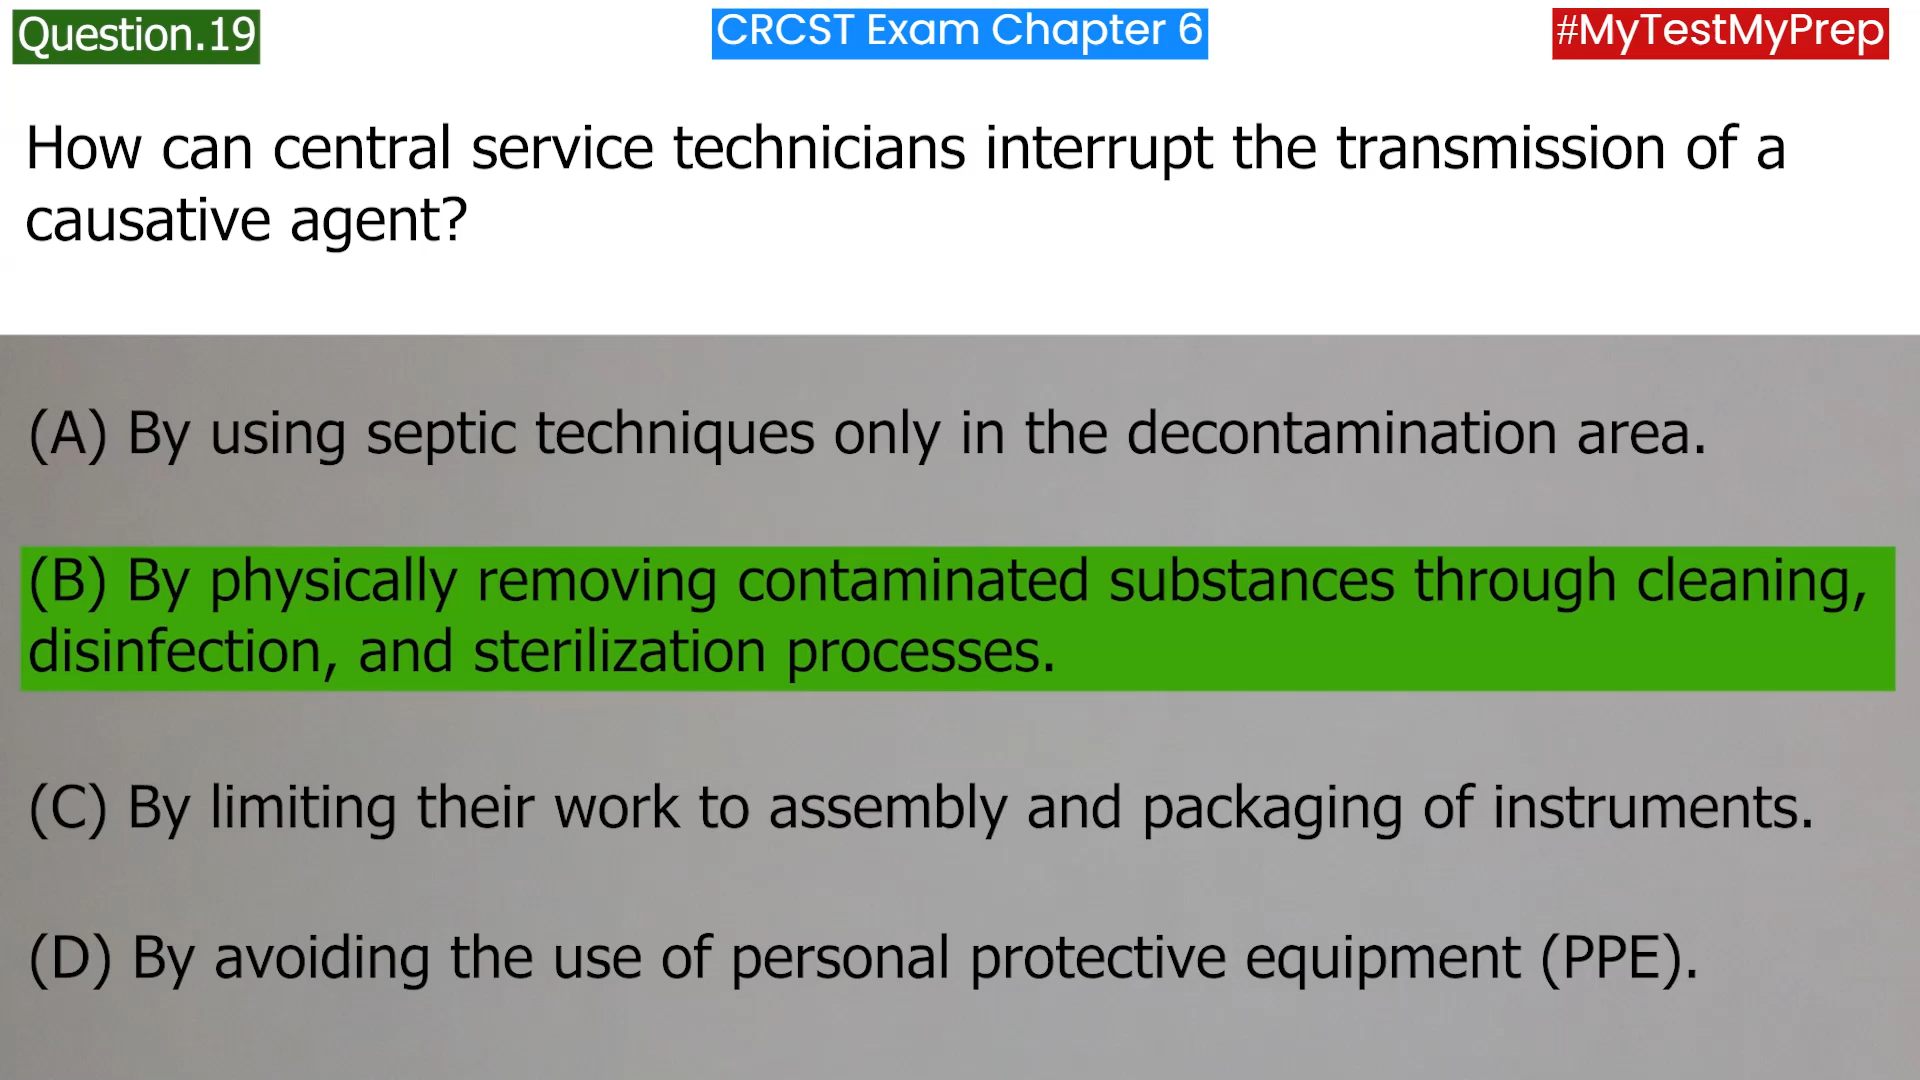 Question.19
CRCST Exam Chapter 6
#MyTestMyPrep
How can central service technicians interrupt the transmission of a
causative agent?
(A) By using septic techniques only in the decontamination area.
(B) By physically removing contaminated substances through cleaning,
disinfection, and sterilization processes.
(C) By limiting their work to assembly and packaging of instruments.
(D) By avoiding the use of personal protective equipment (PPE).